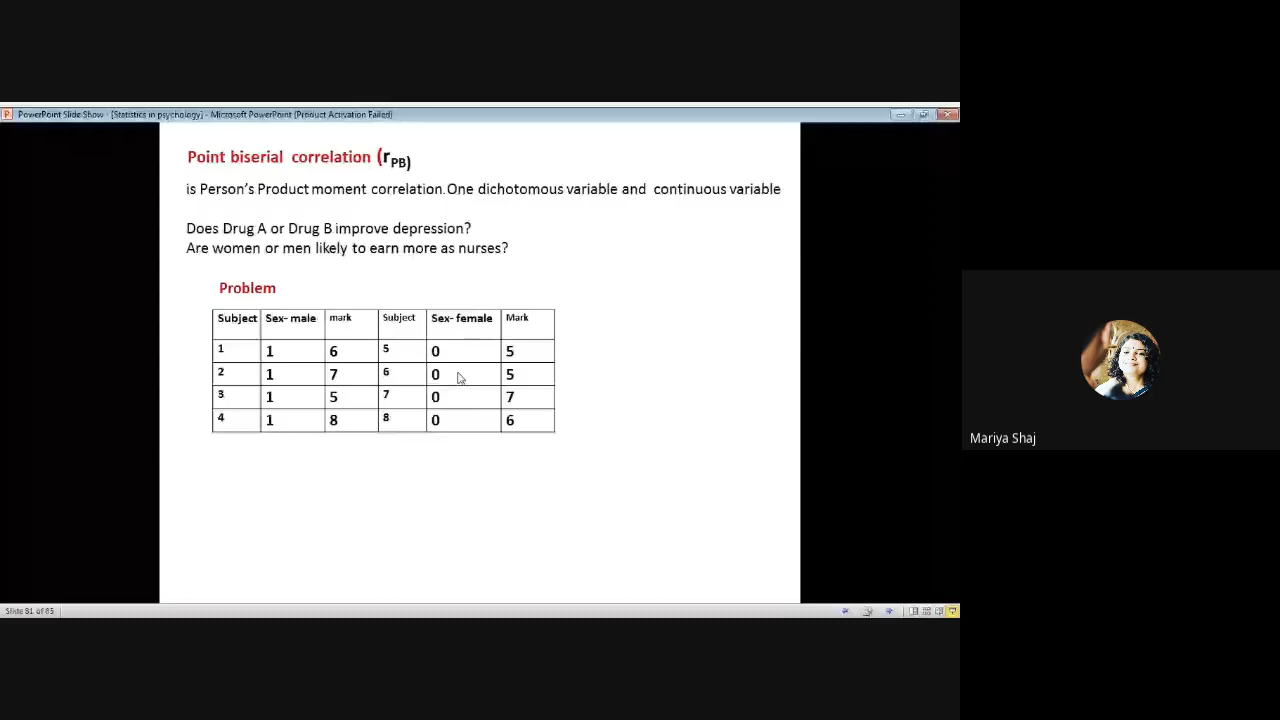 PowerPoint Slide Show - [Statistics in psychology] - Microsoft PowerPoint (Product Activation Failed)
Point biserial correlation (rPB)
is Person's Product moment correlation. One dichotomous variable and continuous variable
Does Drug A or Drug B improve depression?
Are women or men likely to earn more as nurses?
Problem
Subject Sex- male mark Subject Sex- female Mark
1 1 6 5 0 5
2 1 7 6 0 5
3 1 5 7 0 7
4 1 8 8 0 6
Mariya Shaj
Slide 81 of 85